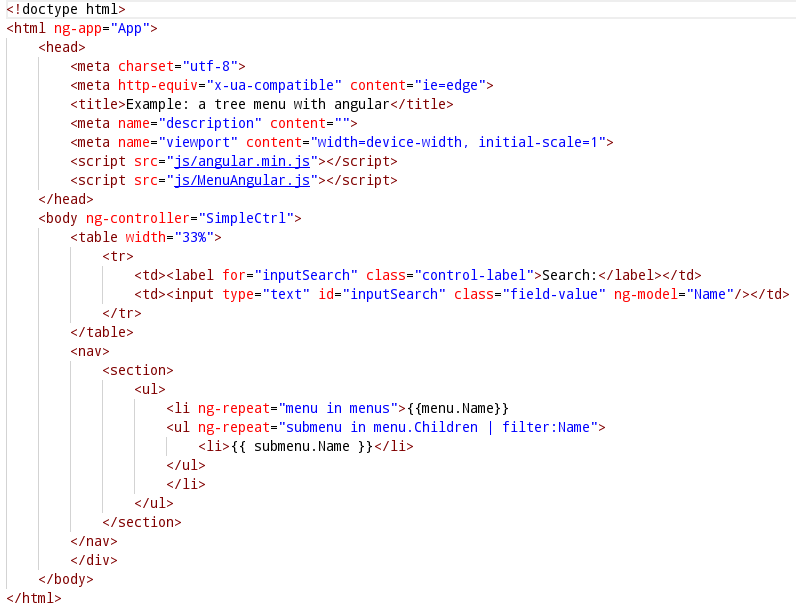 <!doctype html>
<html ng-app="App">
    <head>
        <meta charset="utf-8">
        <meta http-equiv="x-ua-compatible" content="ie=edge">
        <title>Example: a tree menu with angular</title>
        <meta name="description" content="">
        <meta name="viewport" content="width=device-width, initial-scale=1">
        <script src="js/angular.min.js"></script>
        <script src="js/MenuAngular.js"></script>
    </head>
    <body ng-controller="SimpleCtrl">
        <table width="33%">
            <tr>
                <td><label for="inputSearch" class="control-label">Search:</label></td>
                <td><input type="text" id="inputSearch" class="field-value" ng-model="Name"/></td>
            </tr>
        </table>
        <nav>
            <section>
                <ul>
                    <li ng-repeat="menu in menus">{{menu.Name}}
                    <ul ng-repeat="submenu in menu.Children | filter:Name">
                        <li>{{ submenu.Name }}</li>
                    </ul>
                    </li>
                </ul>
            </section>
        </nav>
        </div>
    </body>
</html>